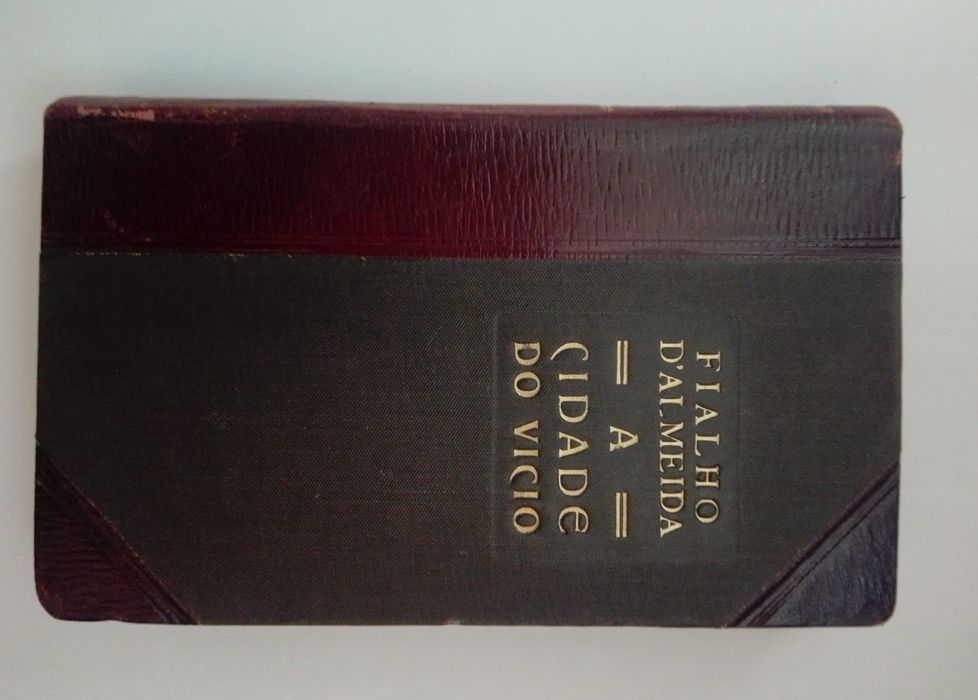 FIALHO
D'ALMEIDA
= A =
CIDADE
DO VICIO